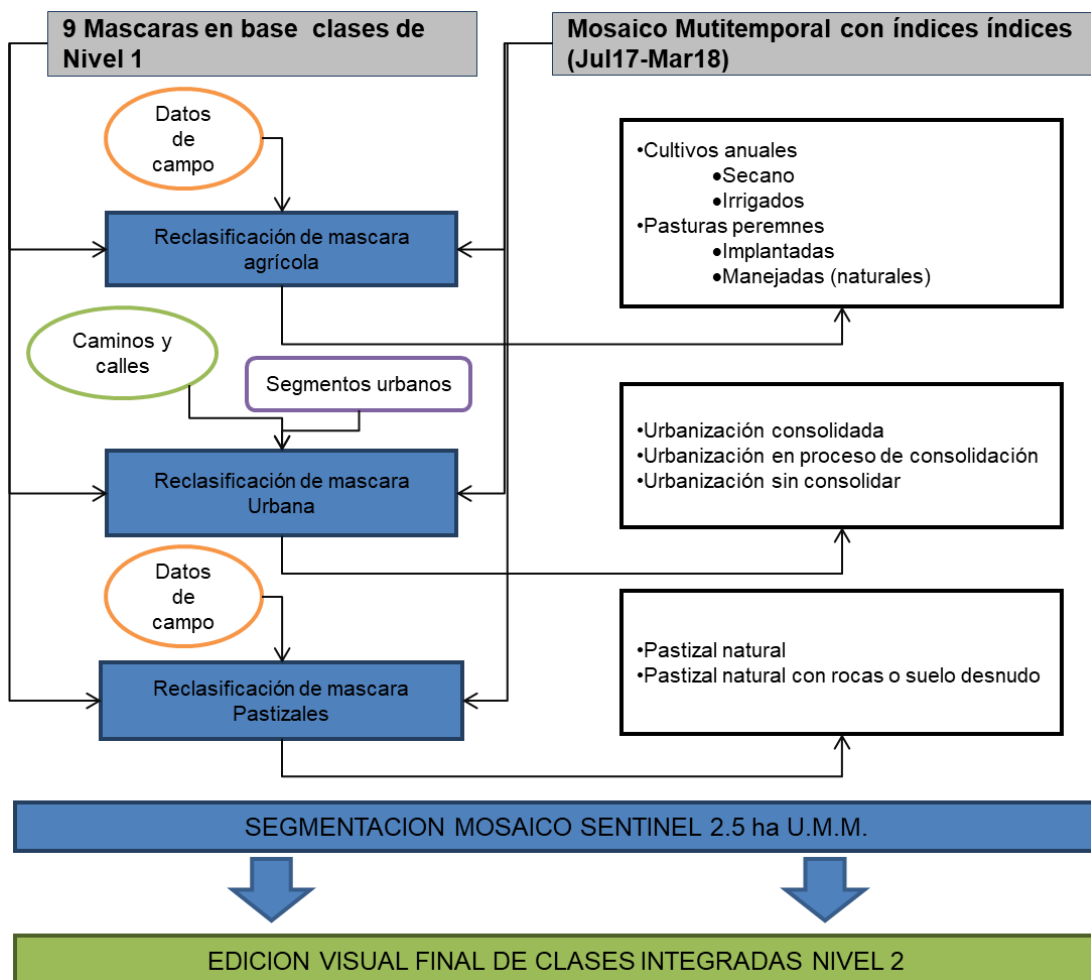 9 Mascaras en base clases de
Nivel 1
Mosaico Mutitemporal con índices índices
(Jul17-Mar18)
Datos
de
campo
Reclasificación de mascara
agrícola
•Cultivos anuales
●Secano
●Irrigados
•Pasturas peremnes
●Implantadas
●Manejadas (naturales)
Caminos y
calles
Segmentos urbanos
Reclasificación de mascara
Urbana
•Urbanización consolidada
•Urbanización en proceso de consolidación
•Urbanización sin consolidar
Datos
de
campo
Reclasificación de mascara
Pastizales
•Pastizal natural
•Pastizal natural con rocas o suelo desnudo
SEGMENTACION MOSAICO SENTINEL 2.5 ha U.M.M.
EDICION VISUAL FINAL DE CLASES INTEGRADAS NIVEL 2